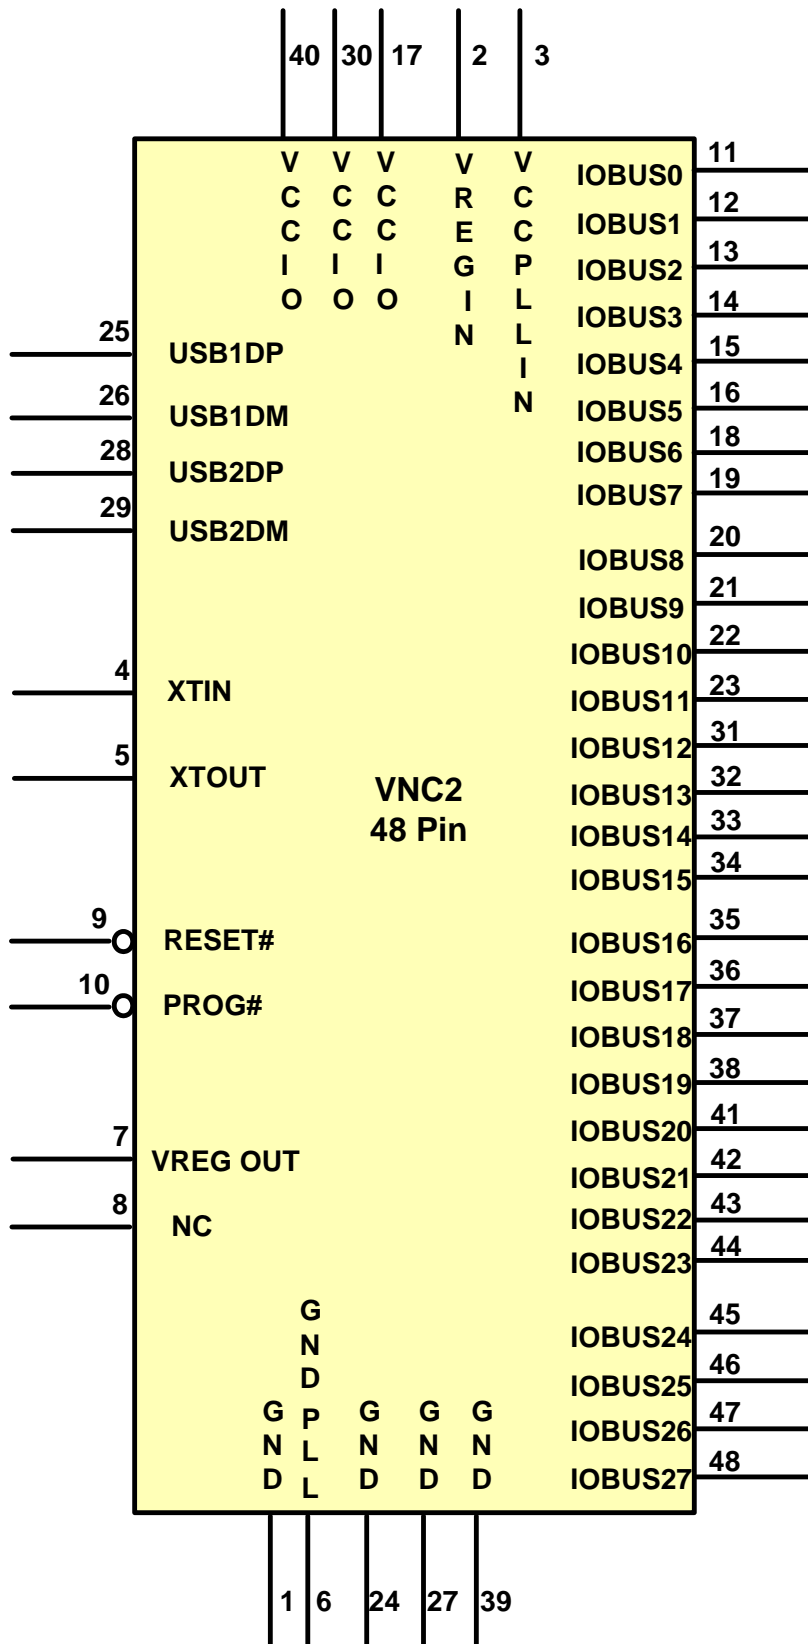 40 30 17 2 3
VCCIO
VCCIO
VCCIO
VREGIN
VCCPLLIN
25 USB1DP
26 USB1DM
28 USB2DP
29 USB2DM
4 XTIN
5 XTOUT
9 RESET#
10 PROG#
7 VREG OUT
8 NC
VNC2
48 Pin
IOBUS0 11
IOBUS1 12
IOBUS2 13
IOBUS3 14
IOBUS4 15
IOBUS5 16
IOBUS6 18
IOBUS7 19
IOBUS8 20
IOBUS9 21
IOBUS10 22
IOBUS11 23
IOBUS12 31
IOBUS13 32
IOBUS14 33
IOBUS15 34
IOBUS16 35
IOBUS17 36
IOBUS18 37
IOBUS19 38
IOBUS20 41
IOBUS21 42
IOBUS22 43
IOBUS23 44
IOBUS24 45
IOBUS25 46
IOBUS26 47
IOBUS27 48
GND
GND PLL
GND
GND
GND
1 6 24 27 39